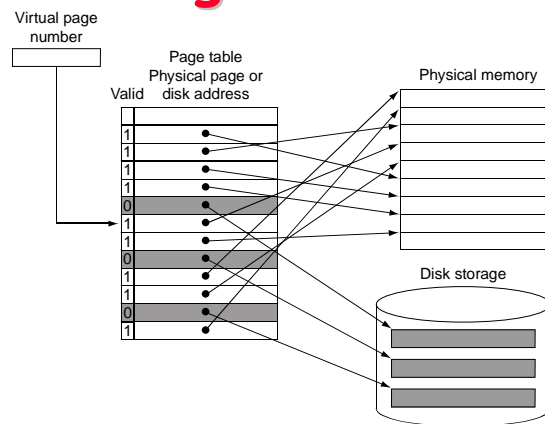 Virtual page
number
Page table
Physical page or
Valid disk address
Physical memory
1
1
1
1
0
1
1
0
1
1
0
1
Disk storage